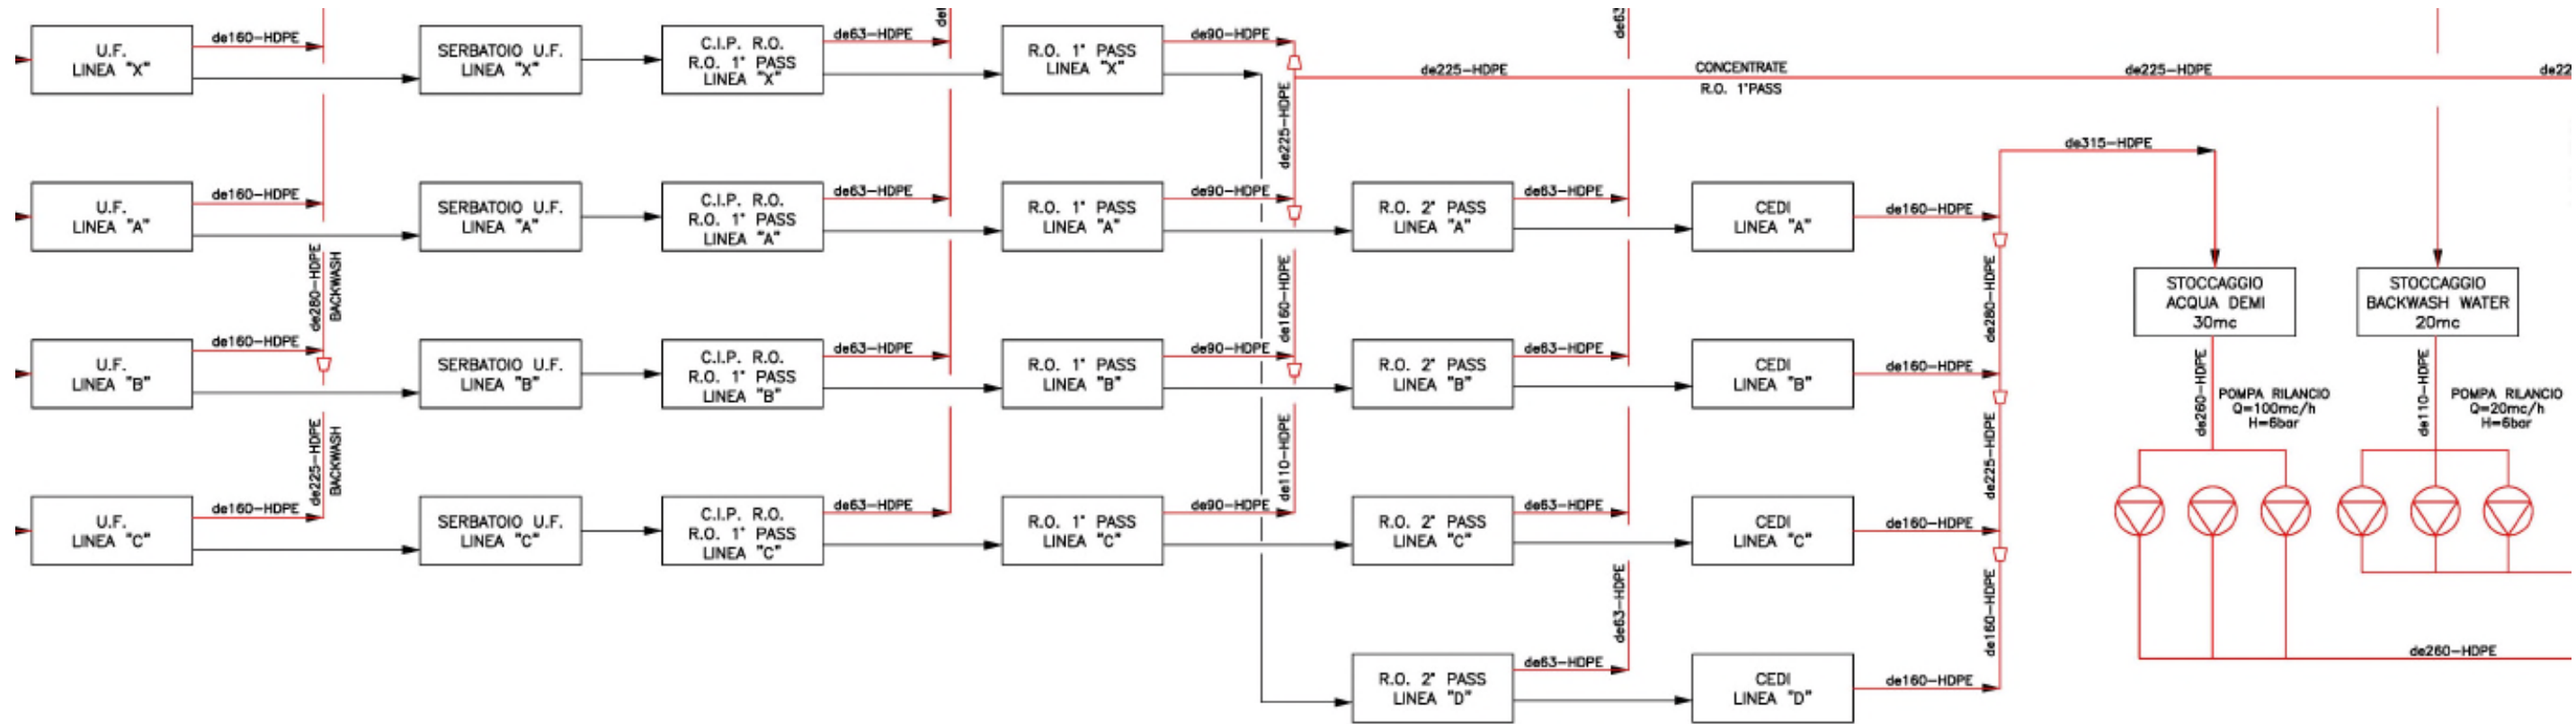 U.F.
LINEA "X"
de160-HDPE
SERBATOIO U.F.
LINEA "X"
C.I.P. R.O.
R.O. 1° PASS
LINEA "X"
de63-HDPE
R.O. 1° PASS
LINEA "X"
de90-HDPE
de225-HDPE
de225-HDPE
CONCENTRATE
R.O. 1°PASS
de225-HDPE
de63
de22
U.F.
LINEA "A"
de160-HDPE
de280-HDPE
BACKWASH
SERBATOIO U.F.
LINEA "A"
C.I.P. R.O.
R.O. 1° PASS
LINEA "A"
de63-HDPE
R.O. 1° PASS
LINEA "A"
de90-HDPE
de160-HDPE
R.O. 2° PASS
LINEA "A"
de63-HDPE
CEDI
LINEA "A"
de160-HDPE
de280-HDPE
de315-HDPE
STOCCAGGIO
ACQUA DEMI
30mc
STOCCAGGIO
BACKWASH WATER
20mc
U.F.
LINEA "B"
de160-HDPE
de225-HDPE
BACKWASH
SERBATOIO U.F.
LINEA "B"
C.I.P. R.O.
R.O. 1° PASS
LINEA "B"
de63-HDPE
R.O. 1° PASS
LINEA "B"
de90-HDPE
de110-HDPE
R.O. 2° PASS
LINEA "B"
de63-HDPE
CEDI
LINEA "B"
de160-HDPE
de225-HDPE
de260-HDPE
POMPA RILANCIO
Q=100mc/h
H=6bar
de110-HDPE
POMPA RILANCIO
Q=20mc/h
H=6bar
U.F.
LINEA "C"
de160-HDPE
SERBATOIO U.F.
LINEA "C"
C.I.P. R.O.
R.O. 1° PASS
LINEA "C"
de63-HDPE
R.O. 1° PASS
LINEA "C"
de90-HDPE
R.O. 2° PASS
LINEA "C"
de63-HDPE
CEDI
LINEA "C"
de160-HDPE
de160-HDPE
de63-HDPE
R.O. 2° PASS
LINEA "D"
de63-HDPE
CEDI
LINEA "D"
de160-HDPE
de260-HDPE